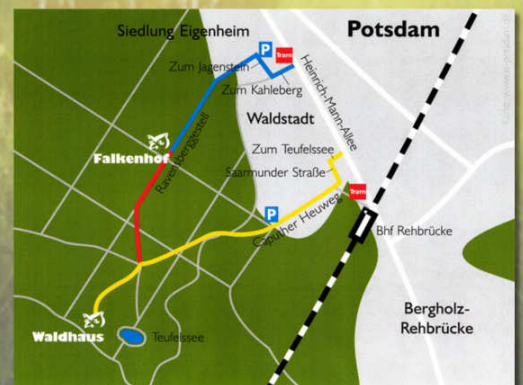 Siedlung Eigenheim
Potsdam
P
Tram
Zum Jagenstein
Zum Kahleberg
Heinrich-Mann-Allee
Waldstadt
Falkenhof
Ravensberggestell
Zum Teufelssee
Saarmunder Straße
Tram
P
Caputher Heuweg
Bhf Rehbrücke
Bergholz-
Rehbrücke
Waldhaus
Teufelssee